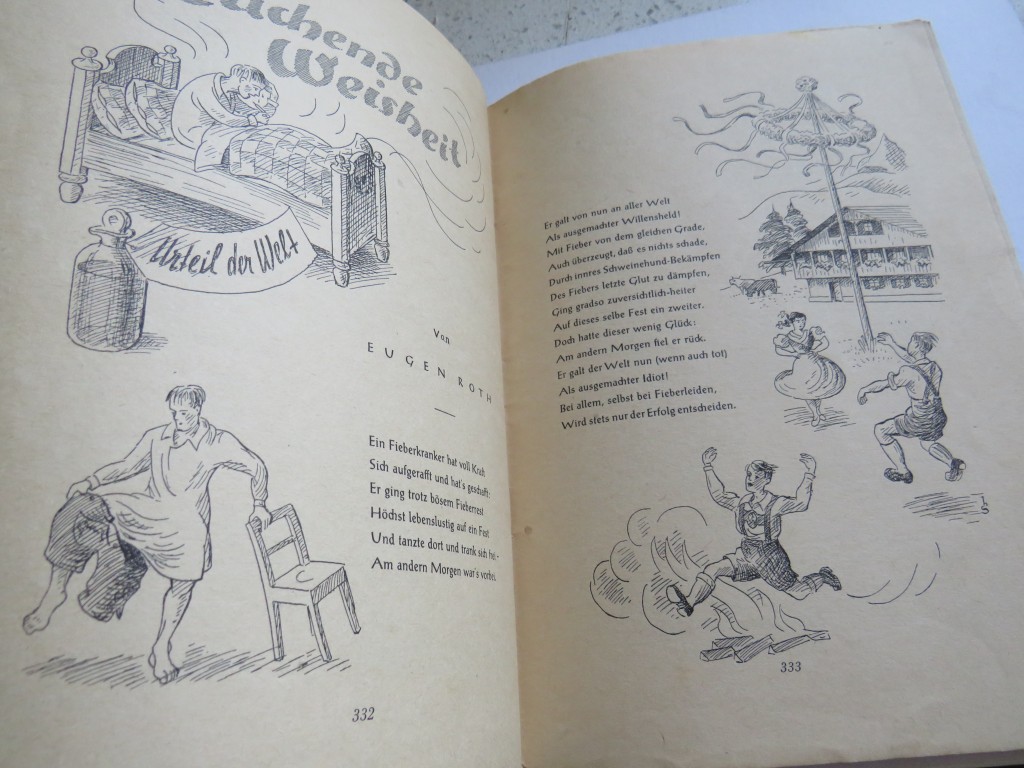 Lachende
Weisheit
Urteil der Welt
Von
EUGEN ROTH
Ein Fieberkranker hat voll Kraft
Sich aufgerafft und hat's geschafft:
Er ging trotz bösem Fieberrest
Höchst lebenslustig auf ein Fest
Und tanzte dort und trank sich frei -
Am andern Morgen war's vorbei.
332
Er galt von nun an aller Welt
Als ausgemachter Willensheld!
Mit Fieber von dem gleichen Grade,
Auch überzeugt, daß es nichts schade,
Durch innres Schweinehund-Bekämpfen
Des Fiebers letzte Glut zu dämpfen,
Ging gradso zuversichtlich-heiter
Auf dieses selbe Fest ein zweiter.
Doch hatte dieser wenig Glück:
Am andern Morgen fiel er rück.
Er galt der Welt nun (wenn auch tot)
Als ausgemachter Idiot!
Bei allem, selbst bei Fieberleiden,
Wird stets nur der Erfolg entscheiden.
333